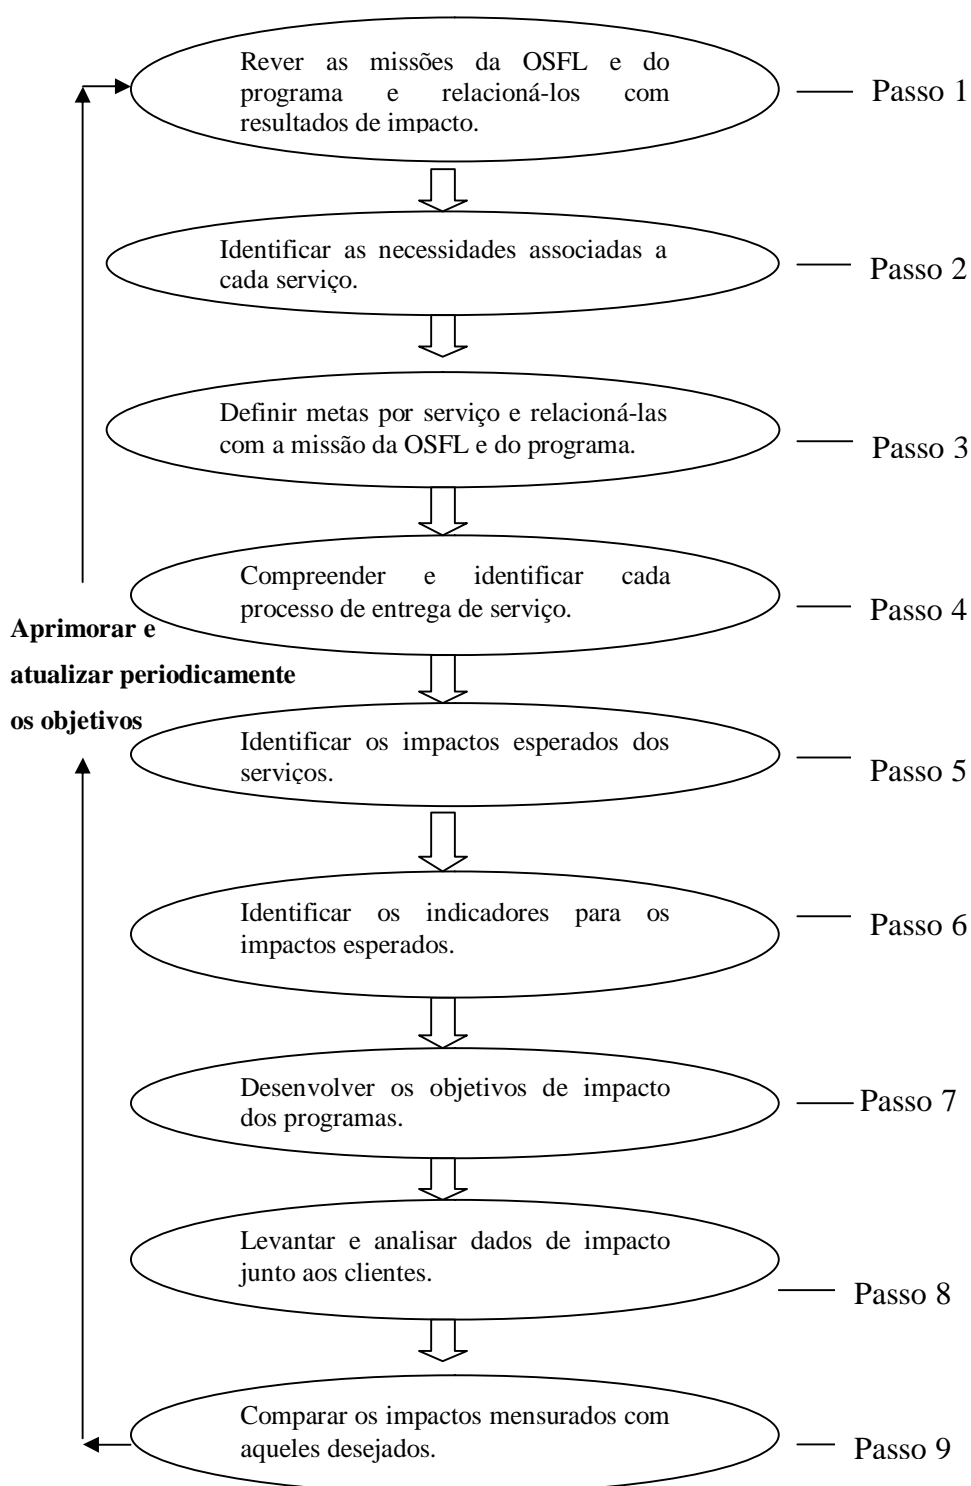 Rever as missões da OSFL e do
programa e relacioná-los com
resultados de impacto.
Passo 1
Identificar as necessidades associadas a
cada serviço.
Passo 2
Definir metas por serviço e relacioná-las
com a missão da OSFL e do programa.
Passo 3
Compreender e identificar cada
processo de entrega de serviço.
Passo 4
Aprimorar e
atualizar periodicamente
os objetivos
Identificar os impactos esperados dos
serviços.
Passo 5
Identificar os indicadores para os
impactos esperados.
Passo 6
Desenvolver os objetivos de impacto
dos programas.
Passo 7
Levantar e analisar dados de impacto
junto aos clientes.
Passo 8
Comparar os impactos mensurados com
aqueles desejados.
Passo 9